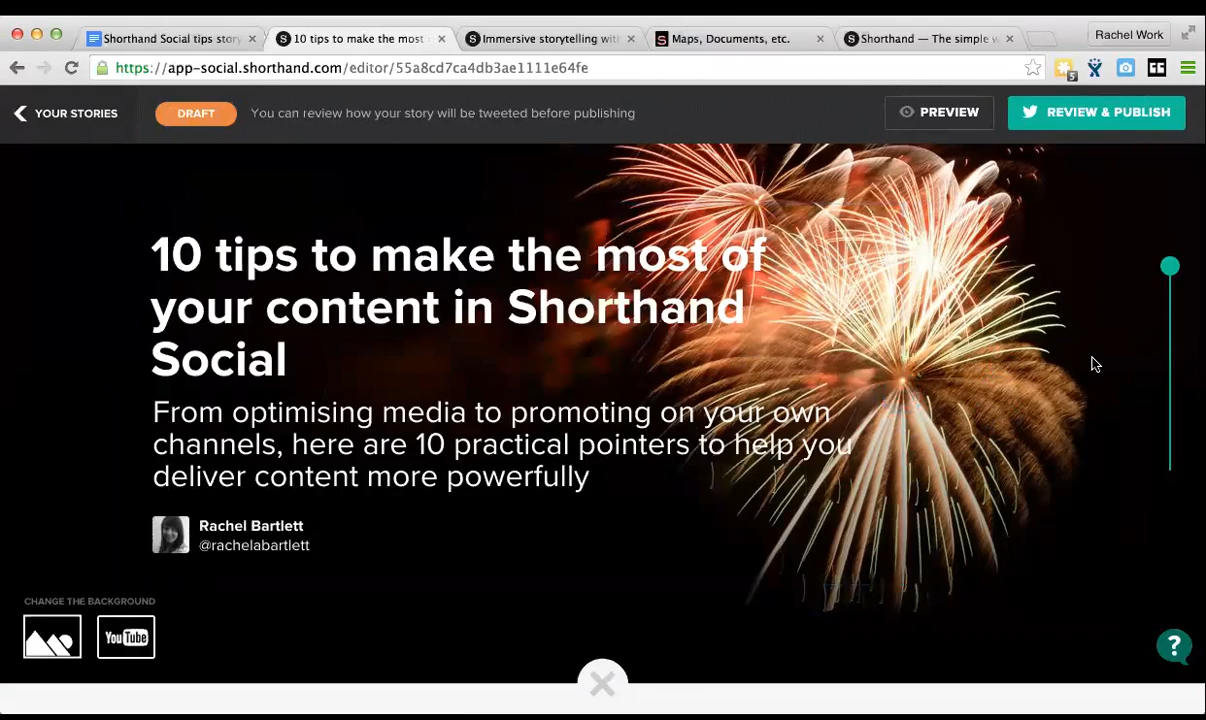 Shorthand Social tips stor
10 tips to make the most
Immersive storytelling wit
Maps, Documents, etc.
Shorthand — The simple w
Rachel Work
https://app-social.shorthand.com/editor/55a8cd7ca4db3ae1111e64fe
5
YOUR STORIES
DRAFT
You can review how your story will be tweeted before publishing
PREVIEW
REVIEW & PUBLISH
10 tips to make the most of
your content in Shorthand
Social
From optimising media to promoting on your own
channels, here are 10 practical pointers to help you
deliver content more powerfully
Rachel Bartlett
@rachelabartlett
CHANGE THE BACKGROUND
YouTube
?